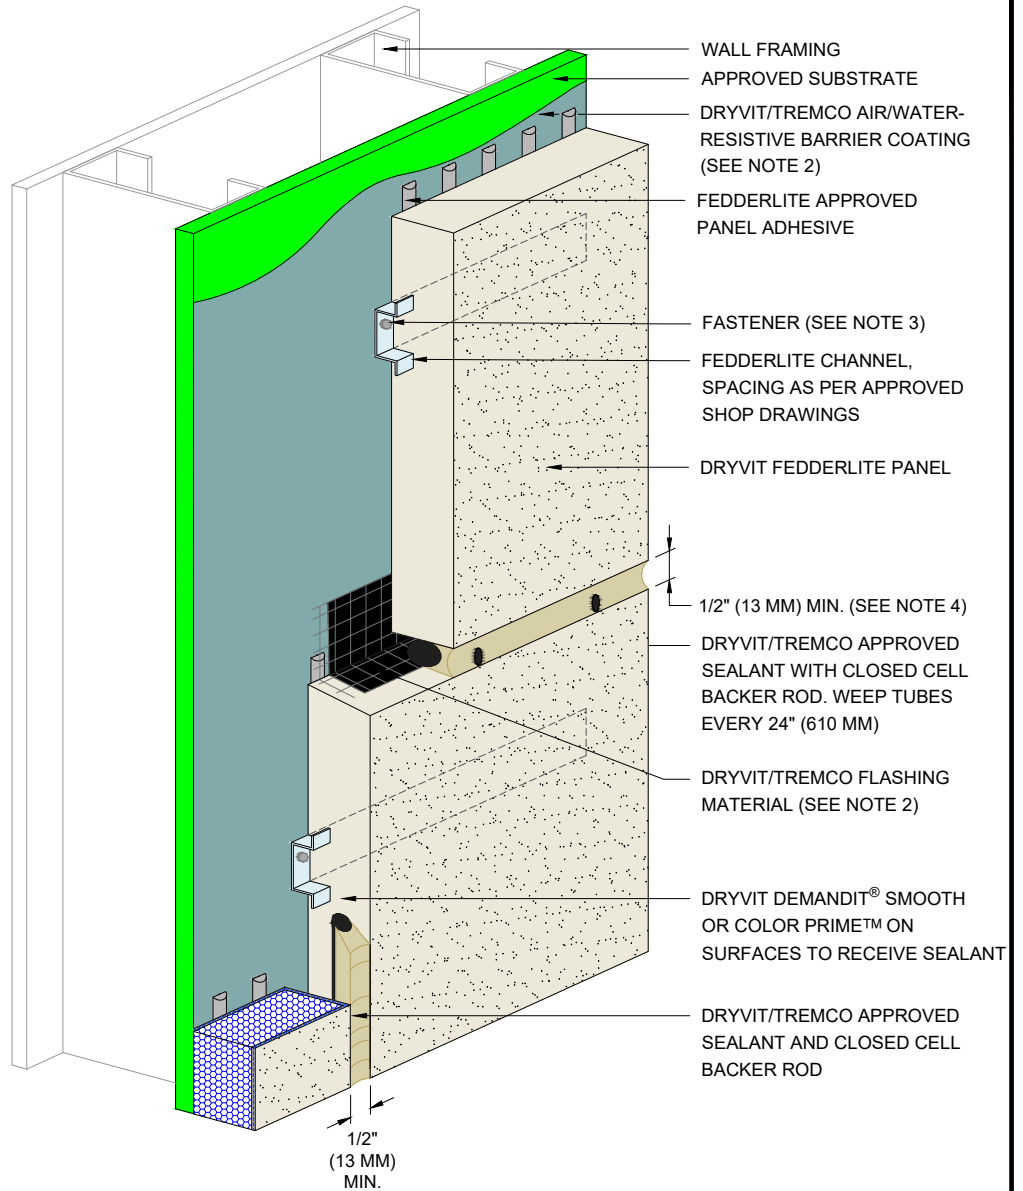 WALL FRAMING
APPROVED SUBSTRATE
DRYVIT/TREMCO AIR/WATER-
RESISTIVE BARRIER COATING
(SEE NOTE 2)
FEDDERLITE APPROVED
PANEL ADHESIVE
FASTENER (SEE NOTE 3)
FEDDERLITE CHANNEL,
SPACING AS PER APPROVED
SHOP DRAWINGS
DRYVIT FEDDERLITE PANEL
1/2" (13 MM) MIN. (SEE NOTE 4)
DRYVIT/TREMCO APPROVED
SEALANT WITH CLOSED CELL
BACKER ROD. WEEP TUBES
EVERY 24" (610 MM)
DRYVIT/TREMCO FLASHING
MATERIAL (SEE NOTE 2)
DRYVIT DEMANDIT® SMOOTH
OR COLOR PRIME™ ON
SURFACES TO RECEIVE SEALANT
DRYVIT/TREMCO APPROVED
SEALANT AND CLOSED CELL
BACKER ROD
1/2"
(13 MM)
MIN.